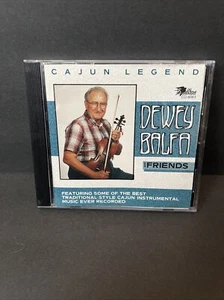 CAJUN LEGEND
DEWEY
BALFA
& FRIENDS
FEATURING SOME OF THE BEST
TRADITIONAL STYLE CAJUN INSTRUMENTAL
MUSIC EVER RECORDED